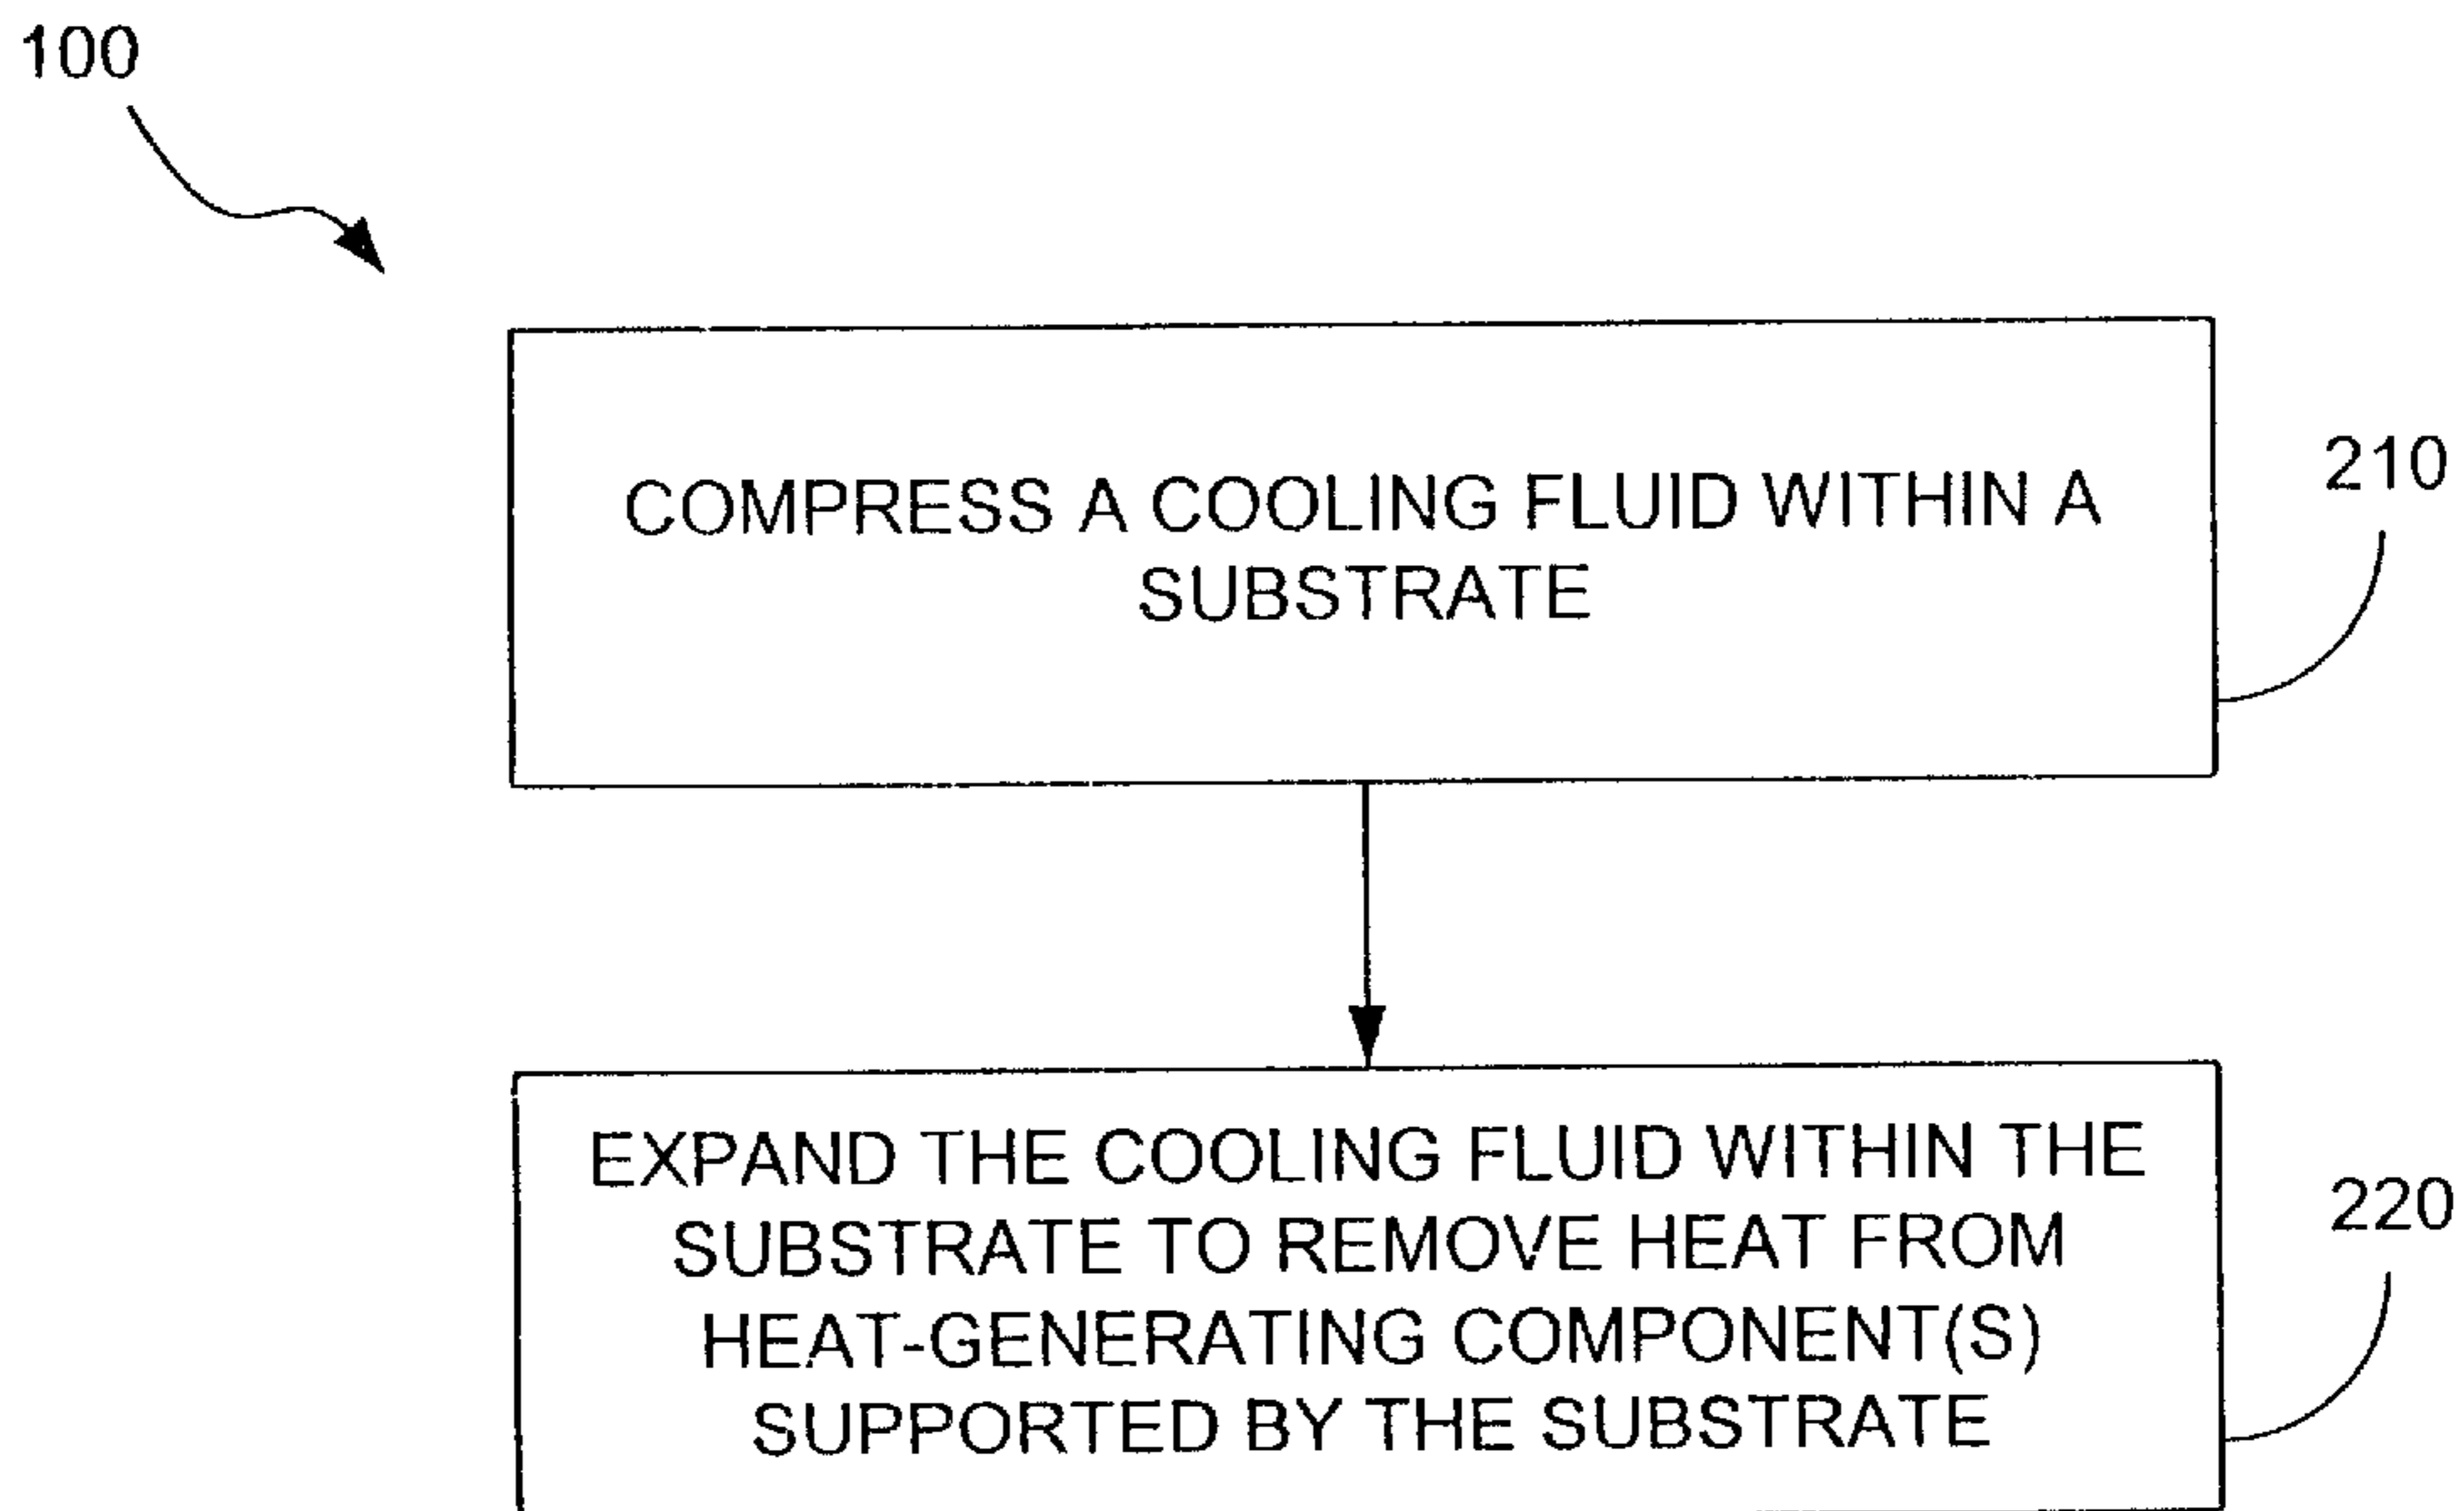 100
COMPRESS A COOLING FLUID WITHIN A
SUBSTRATE
210
EXPAND THE COOLING FLUID WITHIN THE
SUBSTRATE TO REMOVE HEAT FROM
HEAT-GENERATING COMPONENT(S)
SUPPORTED BY THE SUBSTRATE
220